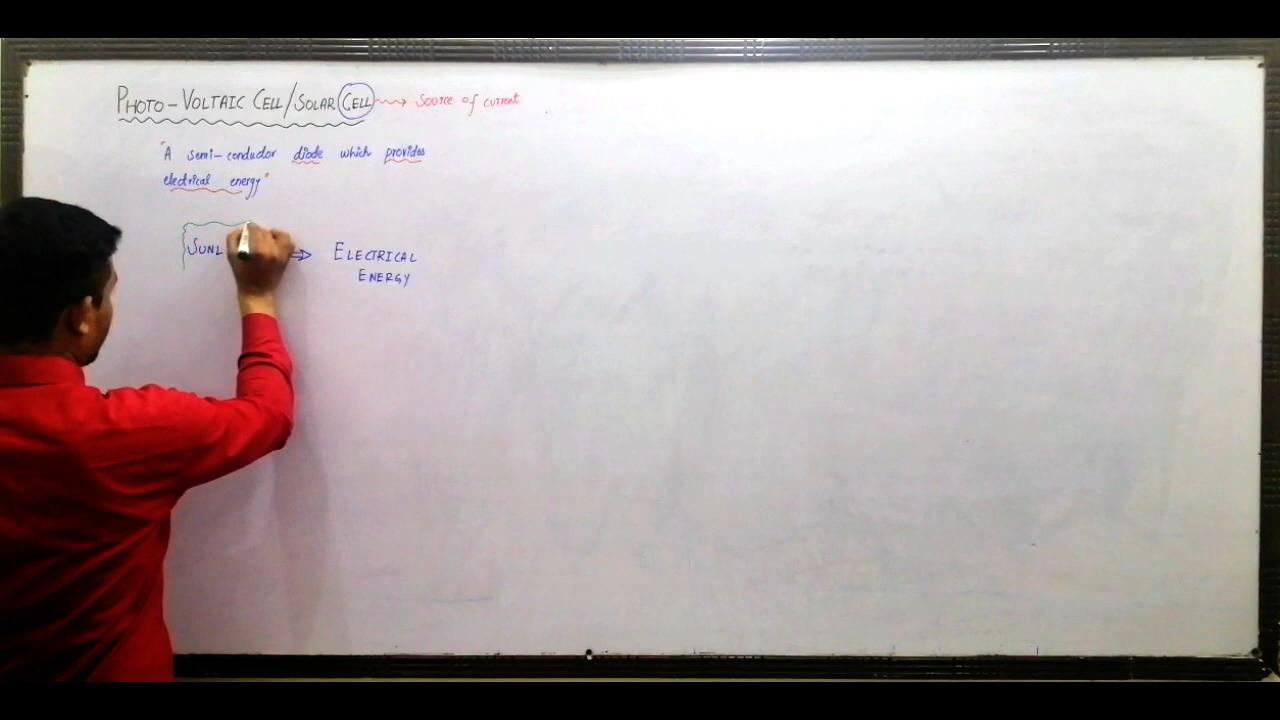 PHOTO-VOLTAIC CELL/SOLAR CELL → Source of current
"A semi-conductor diode which provides
electrical energy"
SUNL ⇒ ELECTRICAL
ENERGY